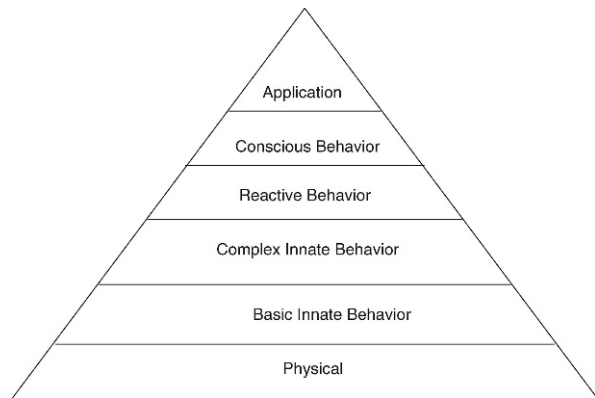 Application
Conscious Behavior
Reactive Behavior
Complex Innate Behavior
Basic Innate Behavior
Physical